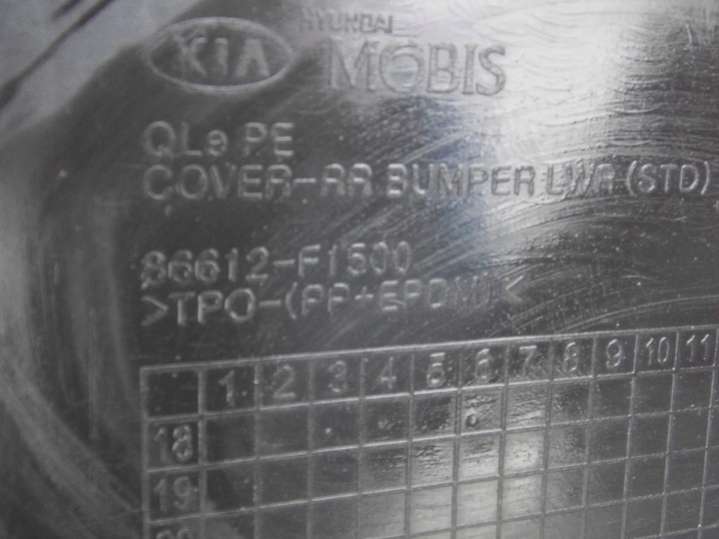 KIA
HYUNDAI
MOBIS
QLe PE
COVER-RR BUMPER LWR (STD)
86612-F1500
>TPO-(PP+EPDM)<
1 2 3 4 5 6 7 8 9 10 11
18
19